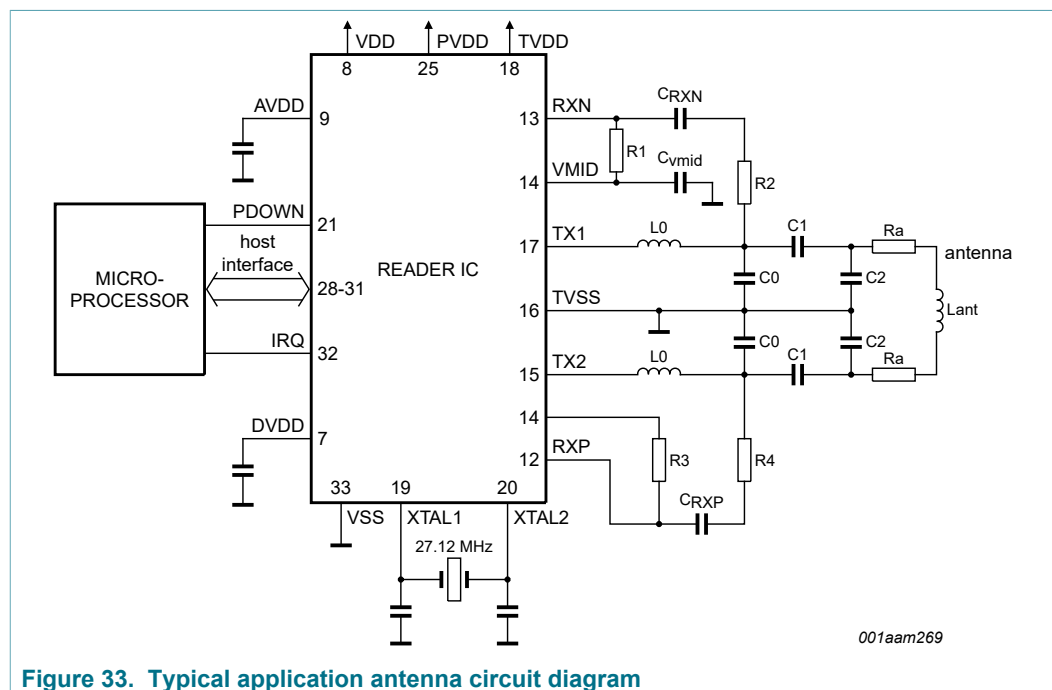 VDD PVDD TVDD
8 25 18
AVDD 9
RXN 13
CRXN
R1
VMID 14
Cvmid
R2
PDOWN 21
host
interface
28-31
MICRO-
PROCESSOR
READER IC
TX1 17
L0
C1
Ra
antenna
C0
C2
TVSS 16
Lant
IRQ 32
C0
C2
TX2 15
L0
C1
Ra
14
DVDD 7
RXP 12
R3
R4
CRXP
33 19 20
VSS XTAL1 XTAL2
27.12 MHz
001aam269
Figure 33. Typical application antenna circuit diagram